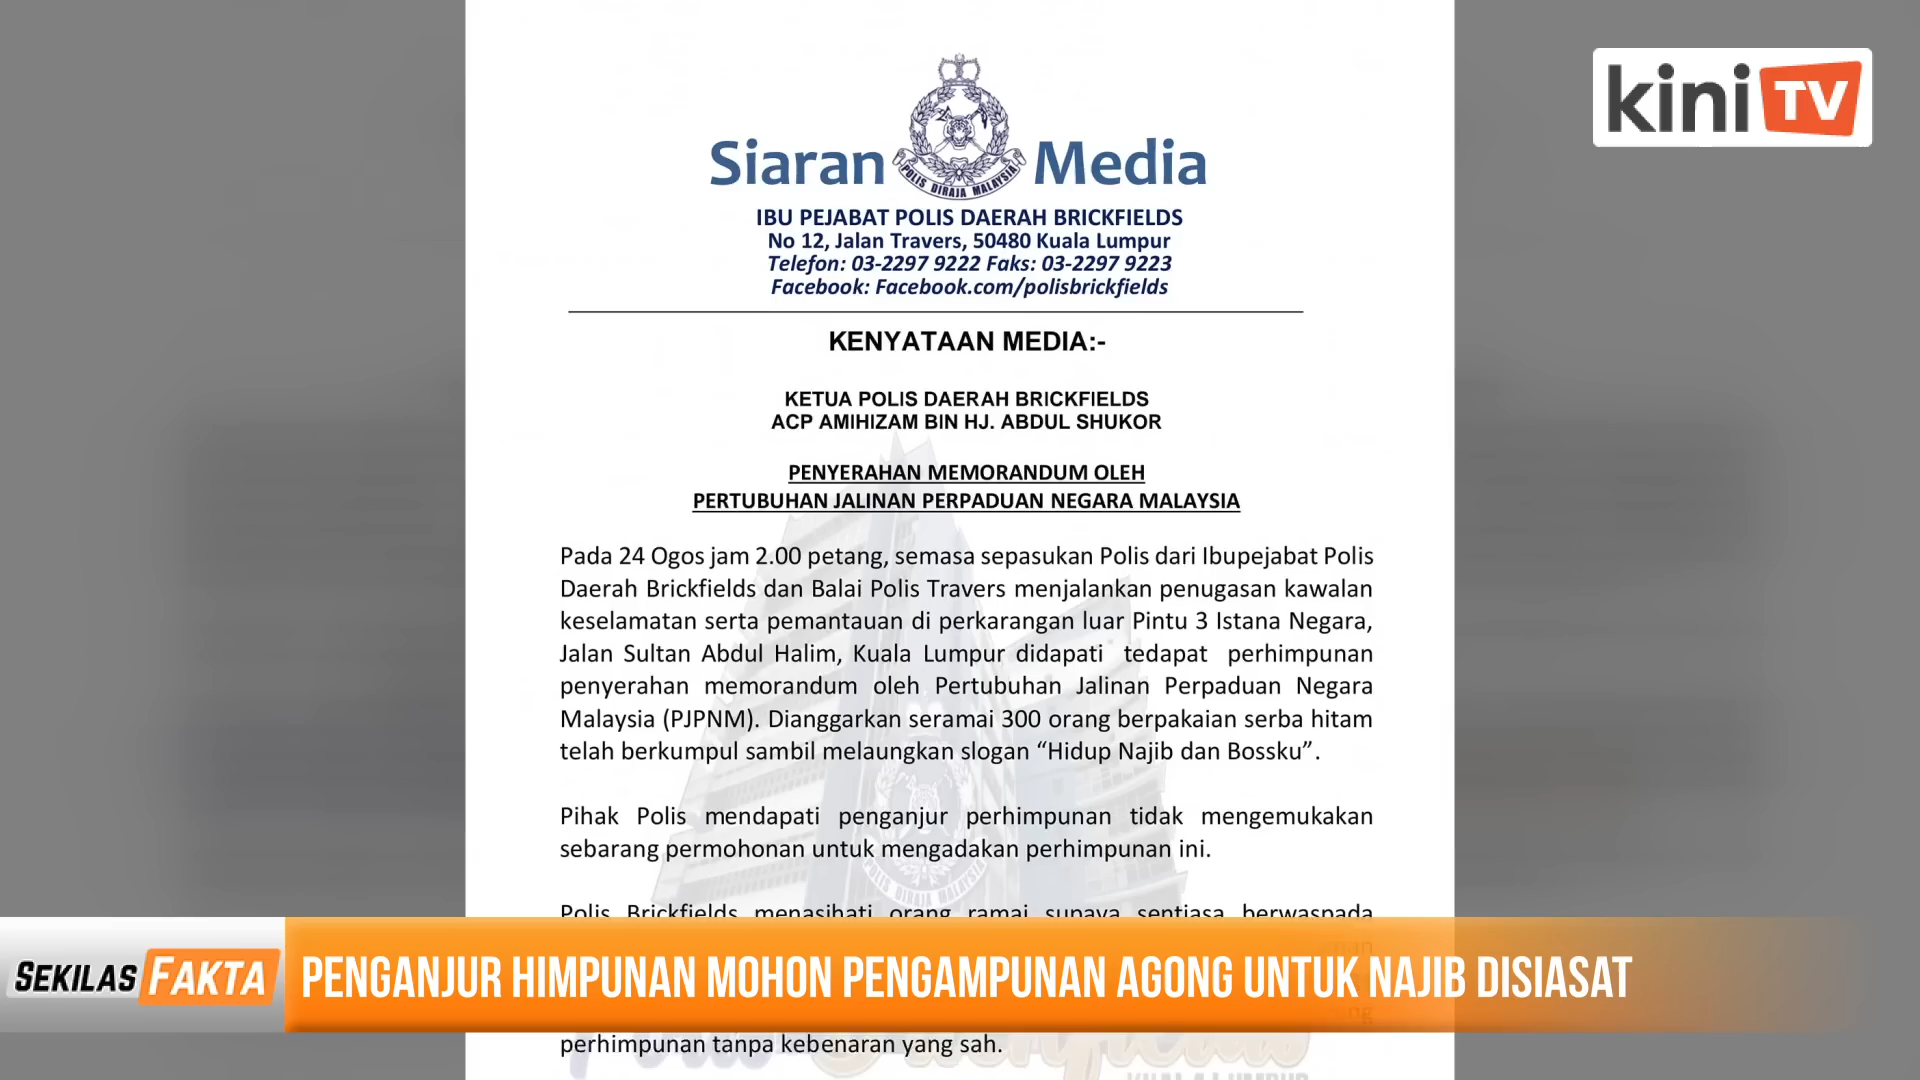 kini TV
Siaran Media
POLIS DIRAJA MALAYSIA
IBU PEJABAT POLIS DAERAH BRICKFIELDS
No 12, Jalan Travers, 50480 Kuala Lumpur
Telefon: 03-2297 9222 Faks: 03-2297 9223
Facebook: Facebook.com/polisbrickfields
KENYATAAN MEDIA:-
KETUA POLIS DAERAH BRICKFIELDS
ACP AMIHIZAM BIN HJ. ABDUL SHUKOR
PENYERAHAN MEMORANDUM OLEH
PERTUBUHAN JALINAN PERPADUAN NEGARA MALAYSIA
Pada 24 Ogos jam 2.00 petang, semasa sepasukan Polis dari Ibupejabat Polis
Daerah Brickfields dan Balai Polis Travers menjalankan penugasan kawalan
keselamatan serta pemantauan di perkarangan luar Pintu 3 Istana Negara,
Jalan Sultan Abdul Halim, Kuala Lumpur didapati tedapat perhimpunan
penyerahan memorandum oleh Pertubuhan Jalinan Perpaduan Negara
Malaysia (PJPNM). Dianggarkan seramai 300 orang berpakaian serba hitam
telah berkumpul sambil melaungkan slogan “Hidup Najib dan Bossku”.
Pihak Polis mendapati penganjur perhimpunan tidak mengemukakan
sebarang permohonan untuk mengadakan perhimpunan ini.
Polis Brickfields menasihati orang ramai supaya sentiasa berwaspada
SEKILAS FAKTA
PENGANJUR HIMPUNAN MOHON PENGAMPUNAN AGONG UNTUK NAJIB DISIASAT
perhimpunan tanpa kebenaran yang sah.